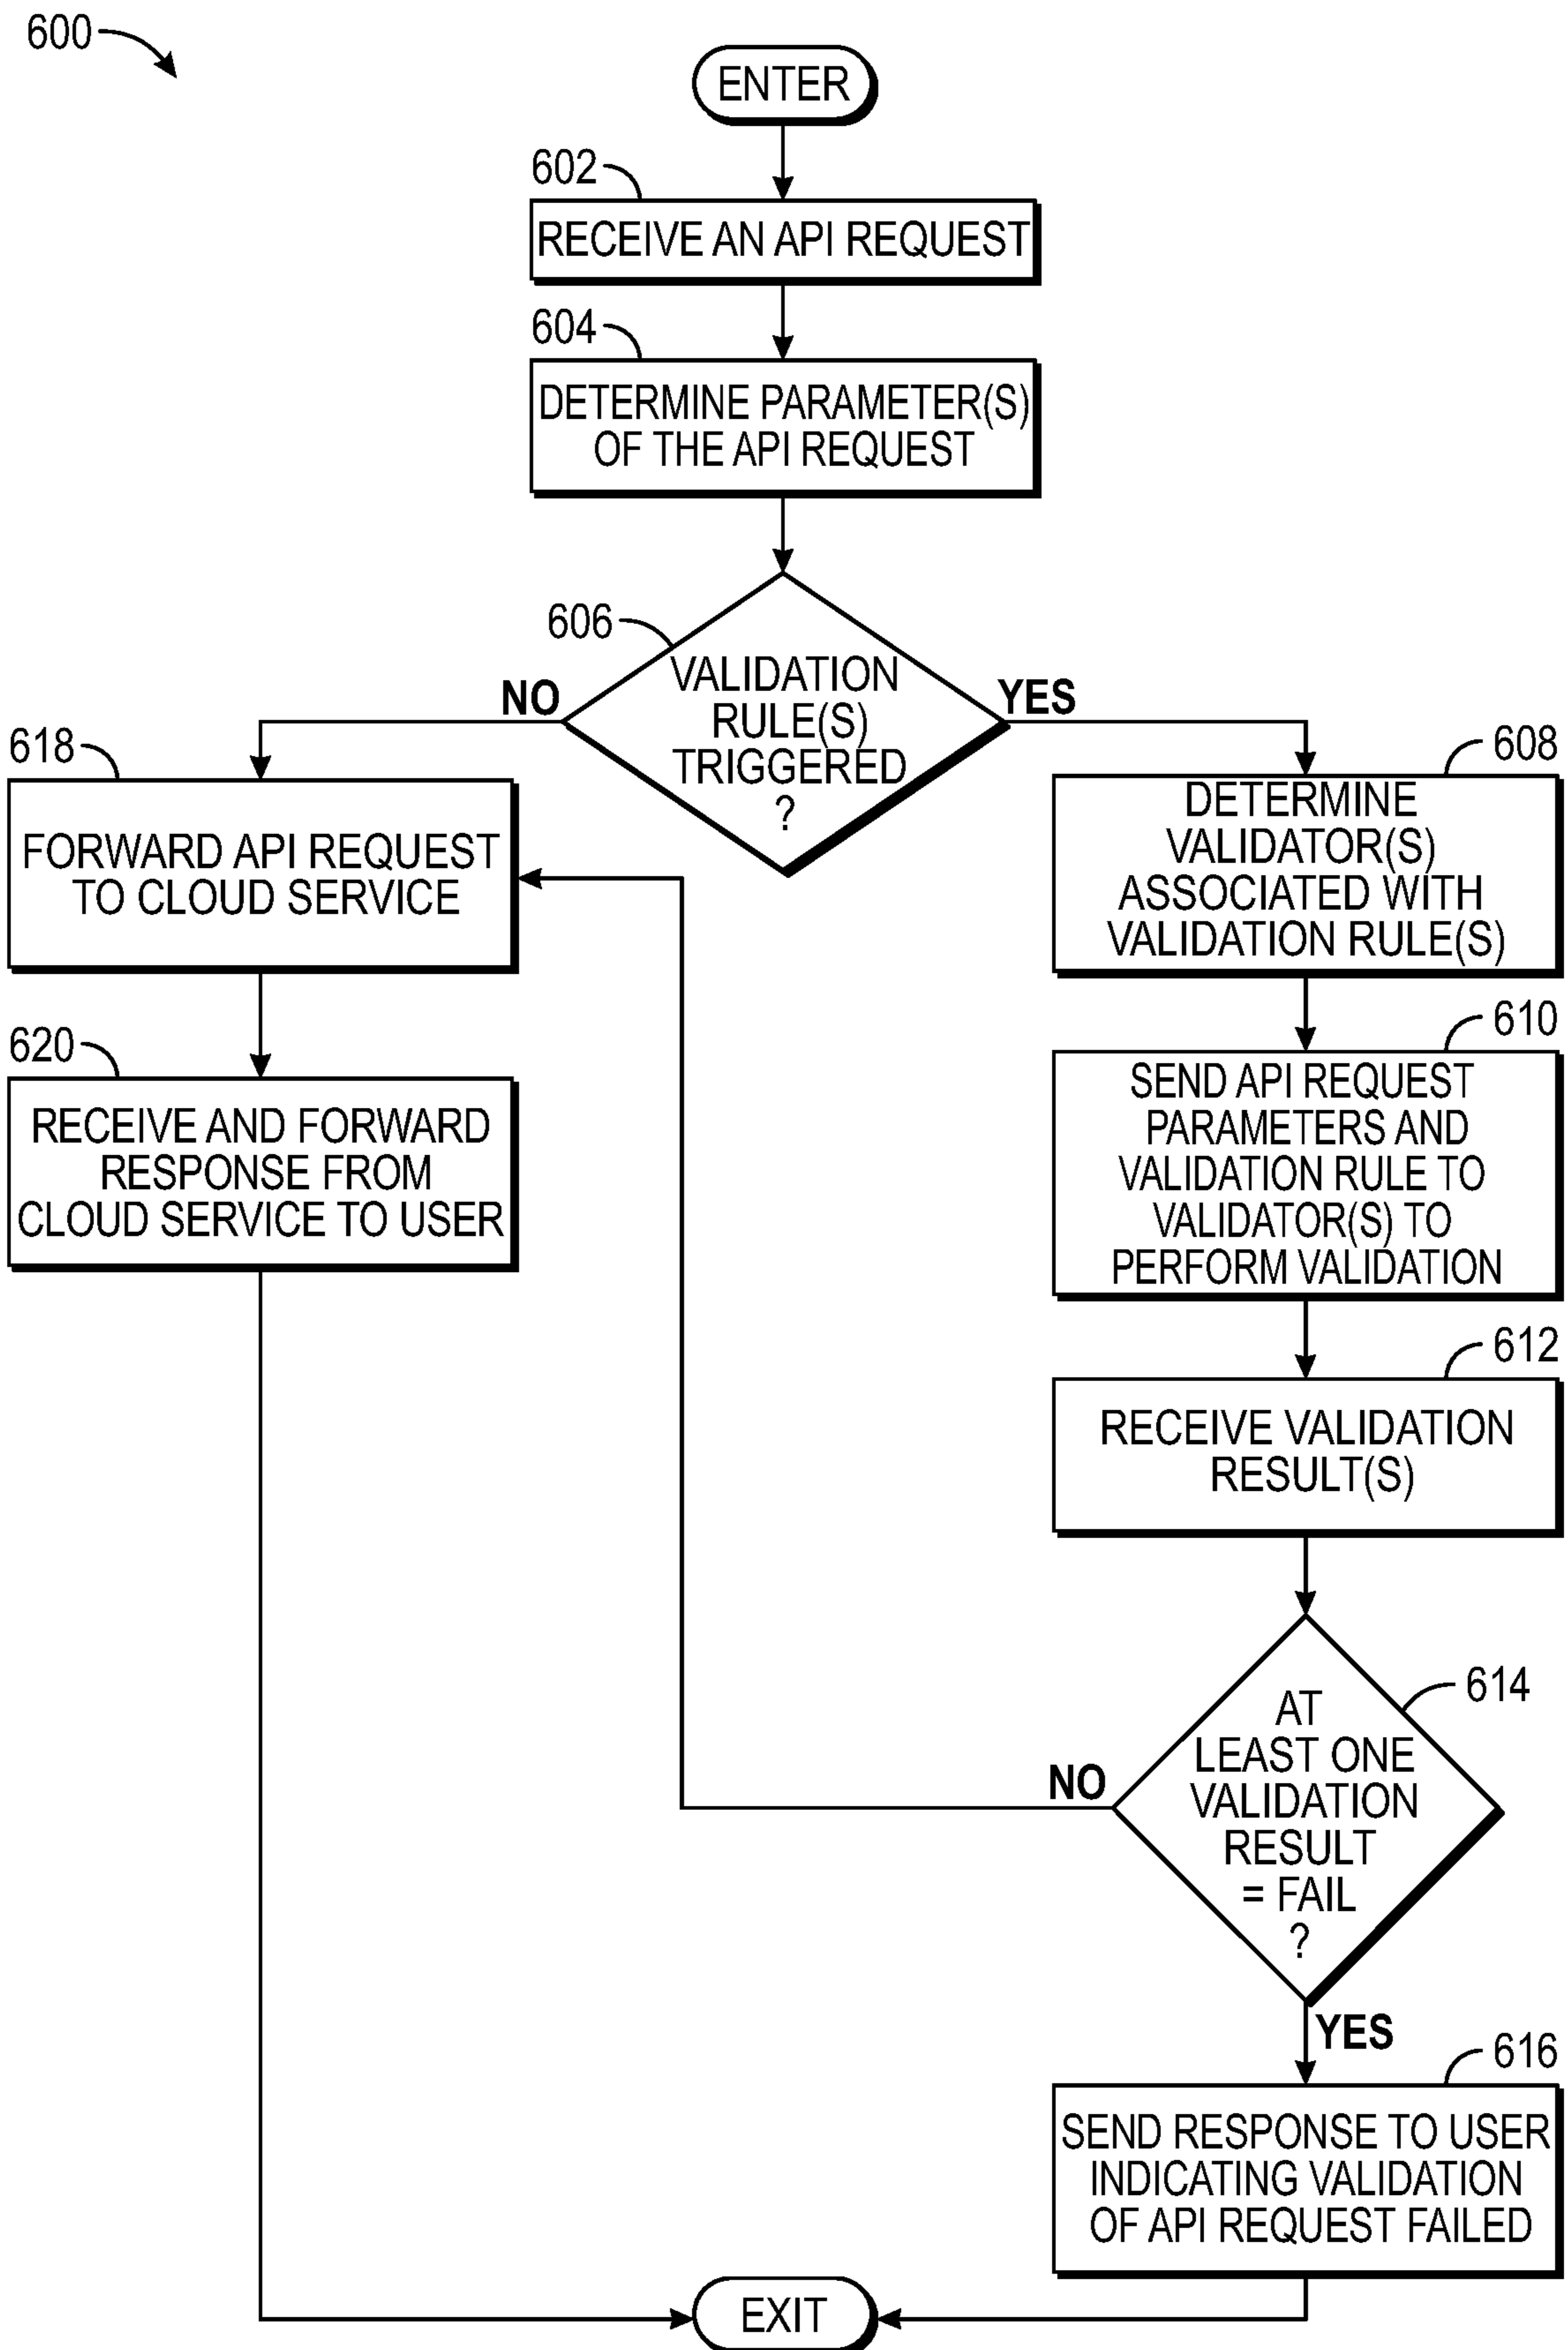 600
ENTER
602
RECEIVE AN API REQUEST
604
DETERMINE PARAMETER(S)
OF THE API REQUEST
606
VALIDATION
RULE(S)
TRIGGERED
?
NO
YES
618
FORWARD API REQUEST
TO CLOUD SERVICE
620
RECEIVE AND FORWARD
RESPONSE FROM
CLOUD SERVICE TO USER
608
DETERMINE
VALIDATOR(S)
ASSOCIATED WITH
VALIDATION RULE(S)
610
SEND API REQUEST
PARAMETERS AND
VALIDATION RULE TO
VALIDATOR(S) TO
PERFORM VALIDATION
612
RECEIVE VALIDATION
RESULT(S)
614
AT
LEAST ONE
VALIDATION
RESULT
= FAIL
?
NO
YES
616
SEND RESPONSE TO USER
INDICATING VALIDATION
OF API REQUEST FAILED
EXIT